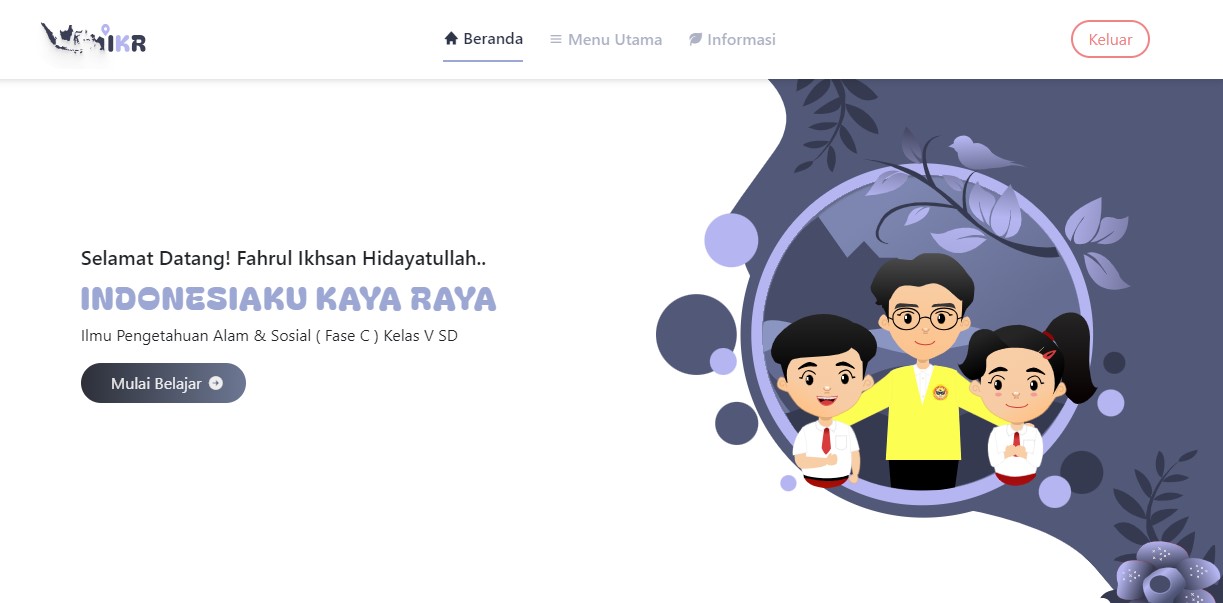 IKR
Beranda
Menu Utama
Informasi
Keluar
Selamat Datang! Fahrul Ikhsan Hidayatullah..
INDONESIAKU KAYA RAYA
Ilmu Pengetahuan Alam & Sosial ( Fase C ) Kelas V SD
Mulai Belajar